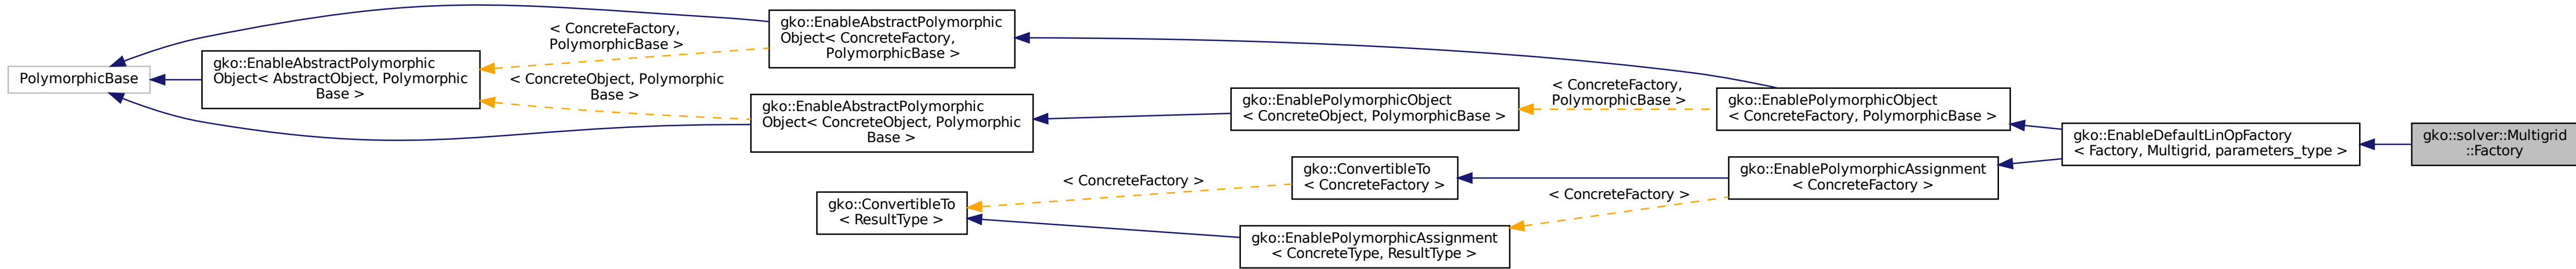 PolymorphicBase
gko::EnableAbstractPolymorphic
Object< AbstractObject, Polymorphic
Base >
< ConcreteFactory,
PolymorphicBase >
< ConcreteObject, Polymorphic
Base >
gko::EnableAbstractPolymorphic
Object< ConcreteFactory,
PolymorphicBase >
gko::EnableAbstractPolymorphic
Object< ConcreteObject, Polymorphic
Base >
gko::ConvertibleTo
< ResultType >
< ConcreteFactory >
gko::EnablePolymorphicObject
< ConcreteObject, PolymorphicBase >
gko::ConvertibleTo
< ConcreteFactory >
gko::EnablePolymorphicAssignment
< ConcreteType, ResultType >
< ConcreteFactory,
PolymorphicBase >
< ConcreteFactory >
gko::EnablePolymorphicObject
< ConcreteFactory, PolymorphicBase >
gko::EnablePolymorphicAssignment
< ConcreteFactory >
gko::EnableDefaultLinOpFactory
< Factory, Multigrid, parameters_type >
gko::solver::Multigrid
::Factory